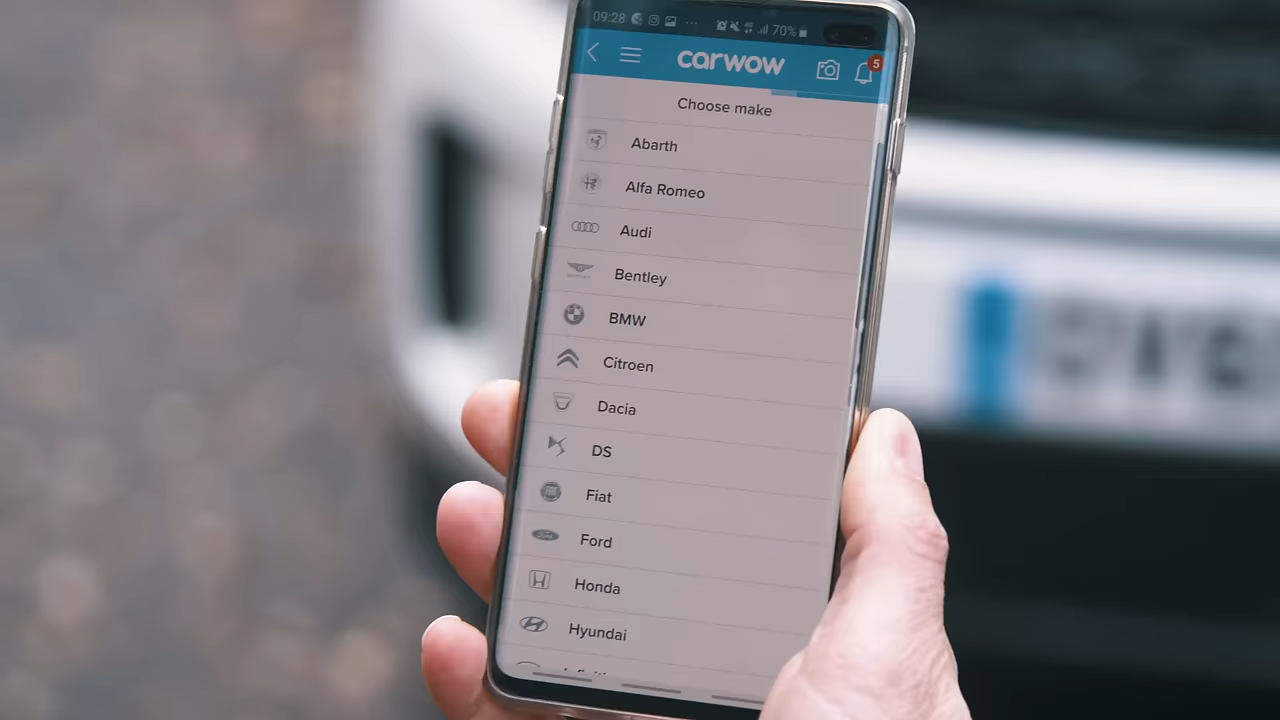 09:28 70%
carwow 5
Choose make
Abarth
Alfa Romeo
Audi
Bentley
BMW
Citroen
Dacia
DS
Fiat
Ford
Honda
Hyundai